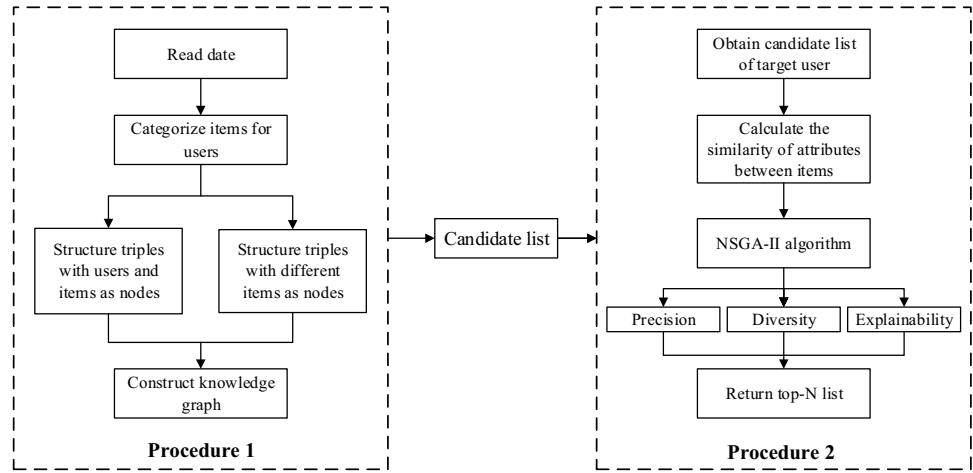 Read date
Categorize items for
users
Structure triples
with users and
items as nodes
Structure triples
with different
items as nodes
Construct knowledge
graph
Procedure 1
Candidate list
Obtain candidate list
of target user
Calculate the
similarity of attributes
between items
NSGA-II algorithm
Precision
Diversity
Explainability
Return top-N list
Procedure 2